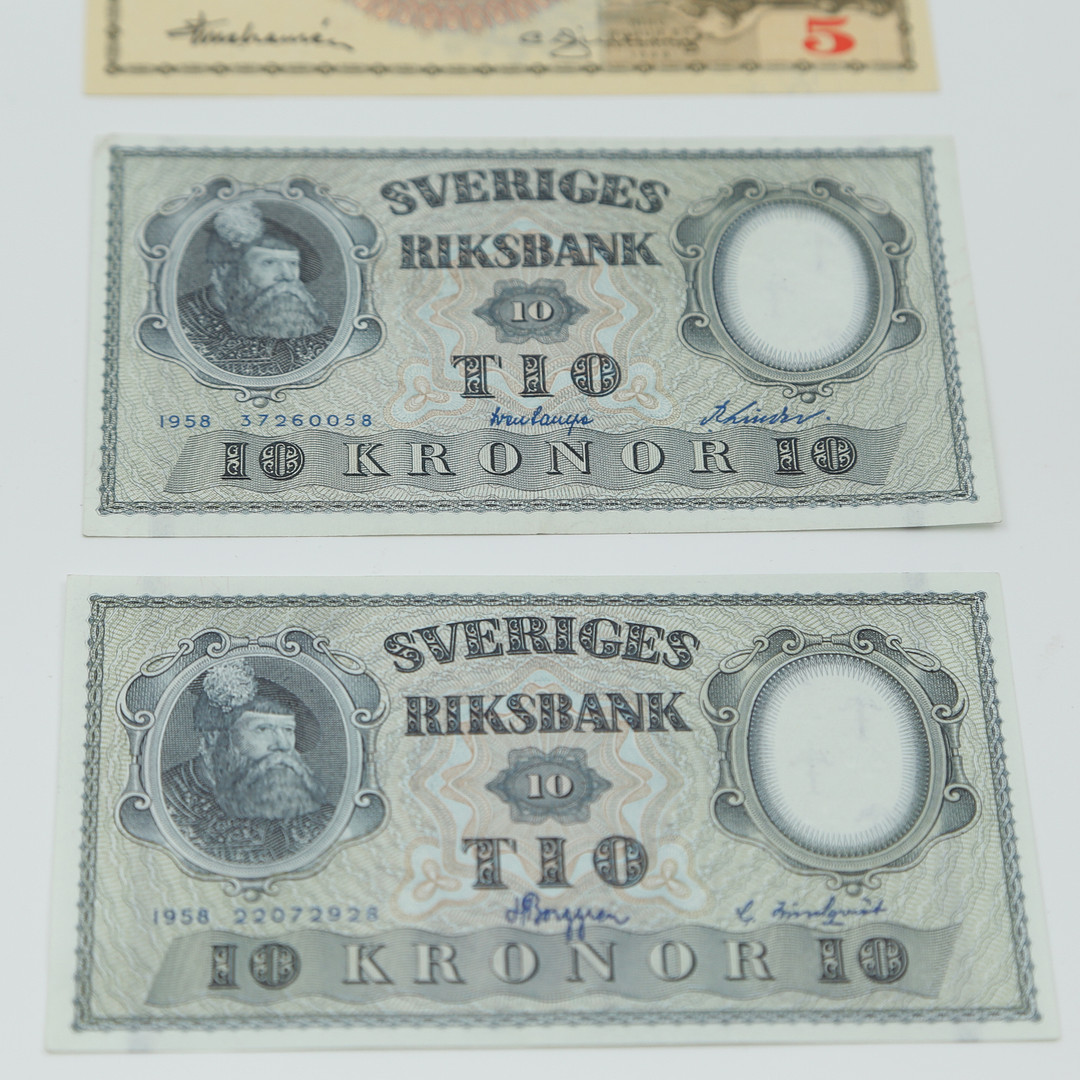 5
SVERIGES
RIKSBANK
10
TIO
1958 37260058
10 KRONOR 10
SVERIGES
RIKSBANK
10
TIO
1958 22072928 
10 KRONOR 10